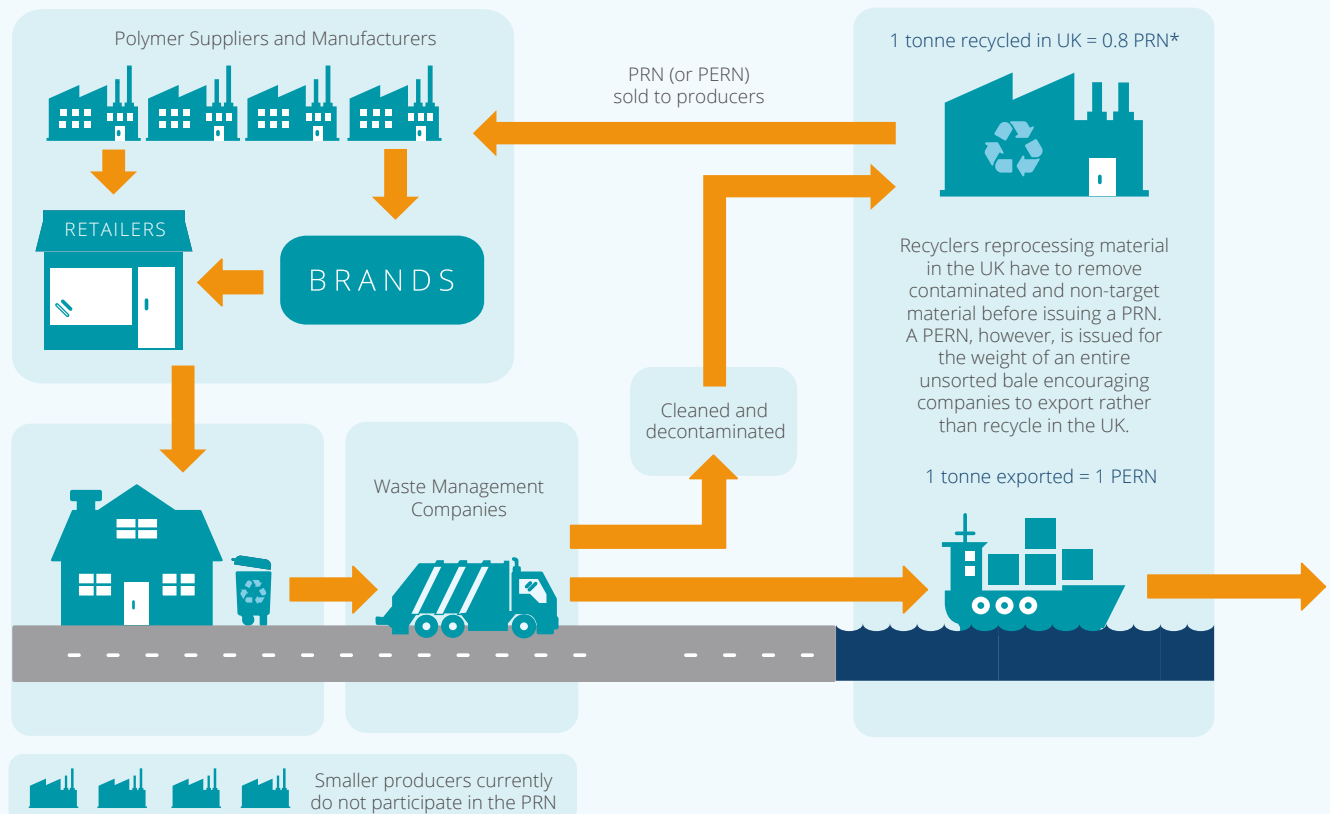 Polymer Suppliers and Manufacturers
RETAILERS
BRANDS
PRN (or PERN)
sold to producers
1 tonne recycled in UK = 0.8 PRN*
Recyclers reprocessing material
in the UK have to remove
contaminated and non-target
material before issuing a PRN.
A PERN, however, is issued for
the weight of an entire
unsorted bale encouraging
companies to export rather
than recycle in the UK.
Cleaned and
decontaminated
1 tonne exported = 1 PERN
Waste Management
Companies
Smaller producers currently
do not participate in the PRN